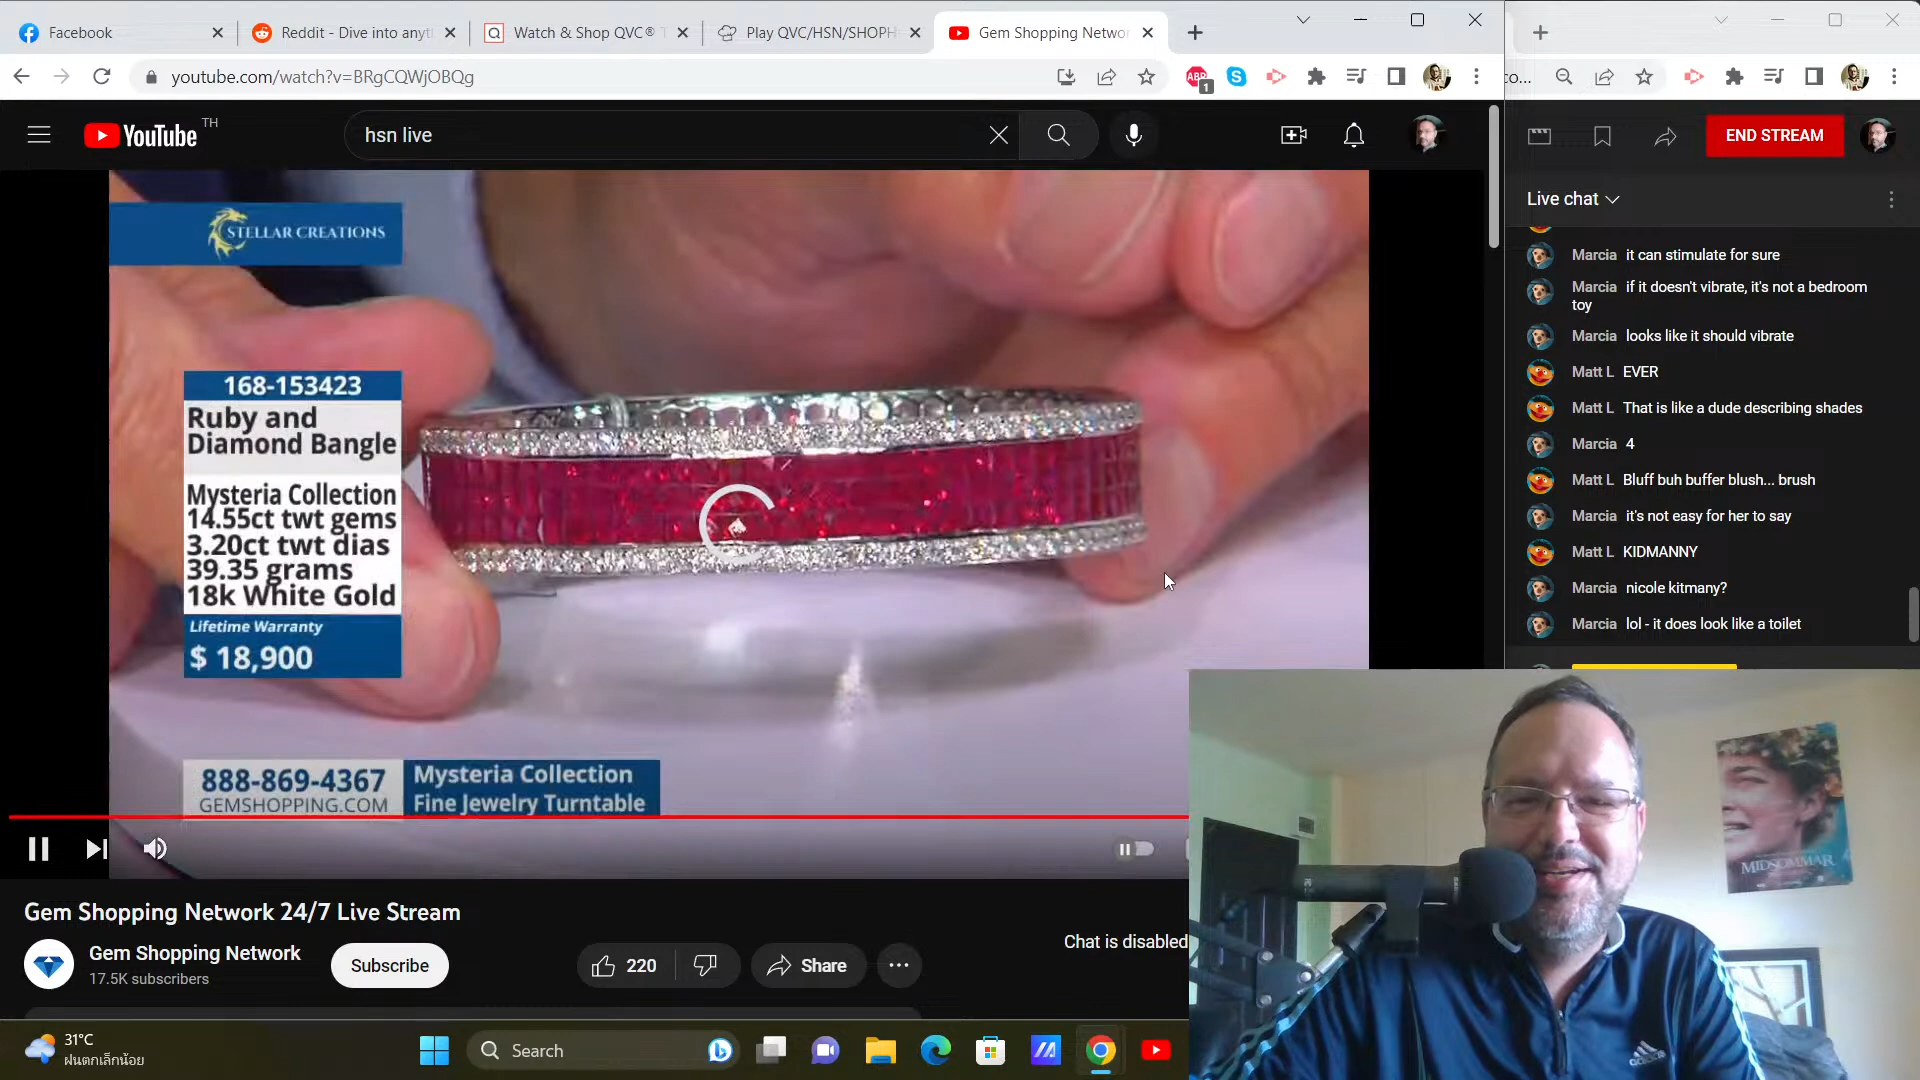 Facebook
Reddit - Dive into anyt
Watch & Shop QVC® T
Play QVC/HSN/SHOPH
Gem Shopping Networ
youtube.com/watch?v=BRgCQWjOBQg
ABP
1
co...
YouTube
TH
hsn live
END STREAM
Live chat
Marcia it can stimulate for sure
Marcia if it doesn't vibrate, it's not a bedroom
toy
Marcia looks like it should vibrate
Matt L EVER
Matt L That is like a dude describing shades
Marcia 4
Matt L Bluff buh buffer blush... brush
Marcia it's not easy for her to say
Matt L KIDMANNY
Marcia nicole kitmany?
Marcia lol - it does look like a toilet
STELLAR CREATIONS
168-153423
Ruby and
Diamond Bangle
Mysteria Collection
14.55ct twt gems
3.20ct twt dias
39.35 grams
18k White Gold
Lifetime Warranty
$ 18,900
888-869-4367
GEMSHOPPING.COM
Mysteria Collection
Fine Jewelry Turntable
MIDSOMMAR
adidas
Gem Shopping Network 24/7 Live Stream
Gem Shopping Network
17.5K subscribers
Subscribe
220
Share
Chat is disabled
31°C
ฝนตกเล็กน้อย
Search